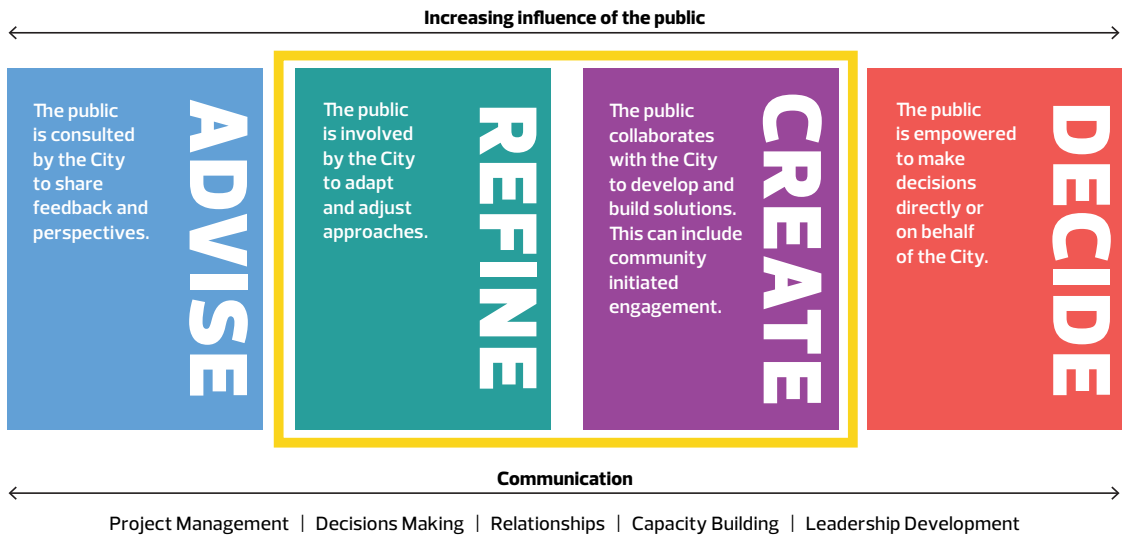 Increasing influence of the public
The public
is consulted
by the City
to share
feedback and
perspectives.
ADVISE
The public
is involved
by the City
to adapt
and adjust
approaches.
REFINE
The public
collaborates
with the City
to develop and
build solutions.
This can include
community
initiated
engagement.
CREATE
The public
is empowered
to make
decisions
directly or
on behalf
of the City.
DECIDE
Communication
Project Management | Decisions Making | Relationships | Capacity Building | Leadership Development